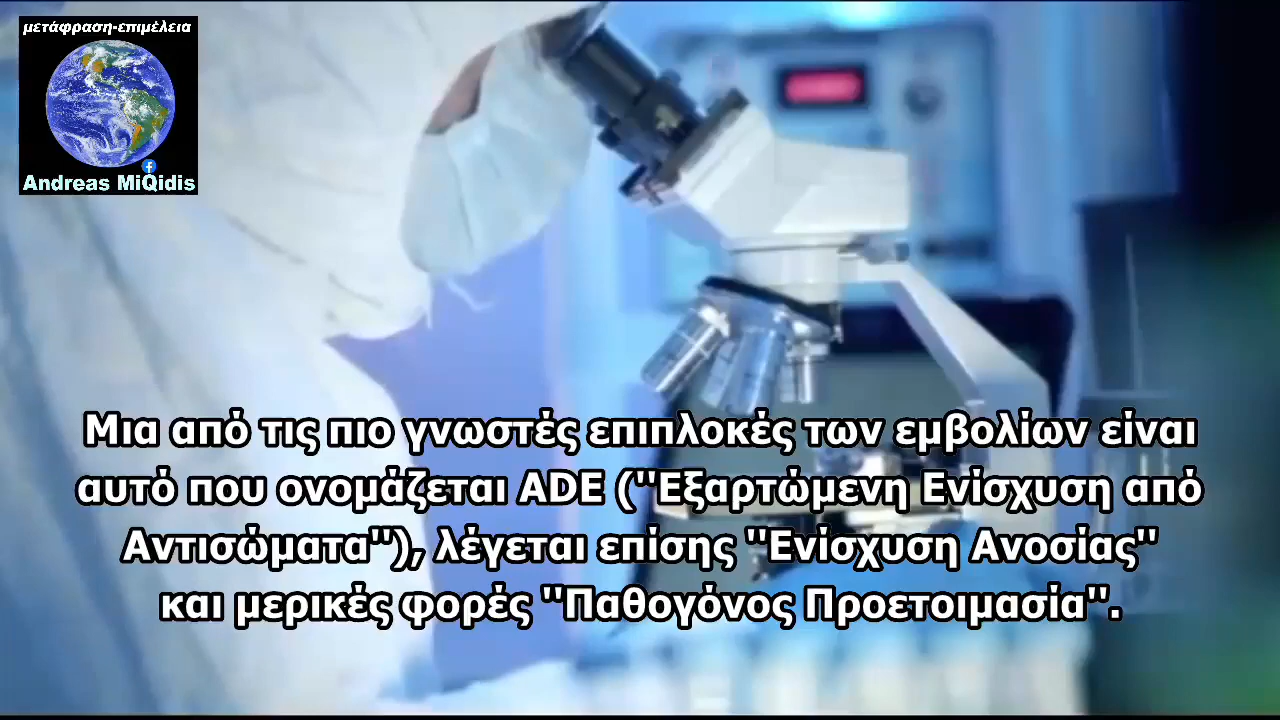 μετάφραση-επιμέλεια
Andreas MiQidis
Μια από τις πιο γνωστές επιπλοκές των εμβολίων είναι
αυτό που ονομάζεται ADE (''Εξαρτώμενη Ενίσχυση από
Αντισώματα''), λέγεται επίσης ''Ενίσχυση Ανοσίας''
και μερικές φορές ''Παθογόνος Προετοιμασία''.